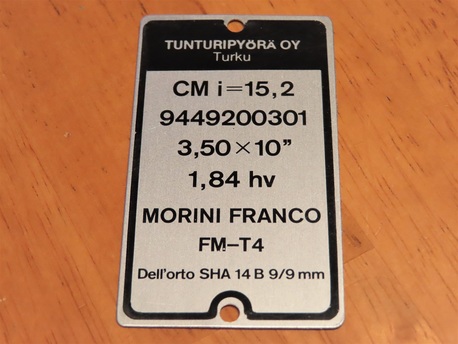 TUNTURIPYÖRÄ OY
Turku
CM i=15,2
9449200301
3,50×10”
1,84 hv
MORINI FRANCO
FM-T4
Dell'orto SHA 14 B 9/9 mm